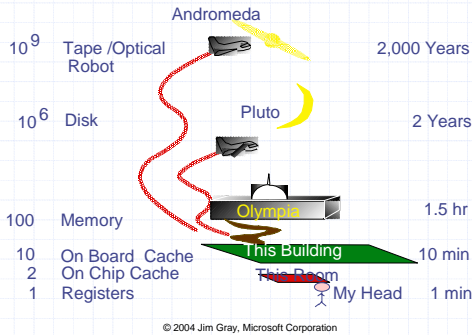 Andromeda
10^9 Tape /Optical Robot 2,000 Years
10^6 Disk Pluto 2 Years
Olympia 1.5 hr
100 Memory
10 On Board Cache This Building 10 min
2 On Chip Cache This Room
1 Registers My Head 1 min
© 2004 Jim Gray, Microsoft Corporation